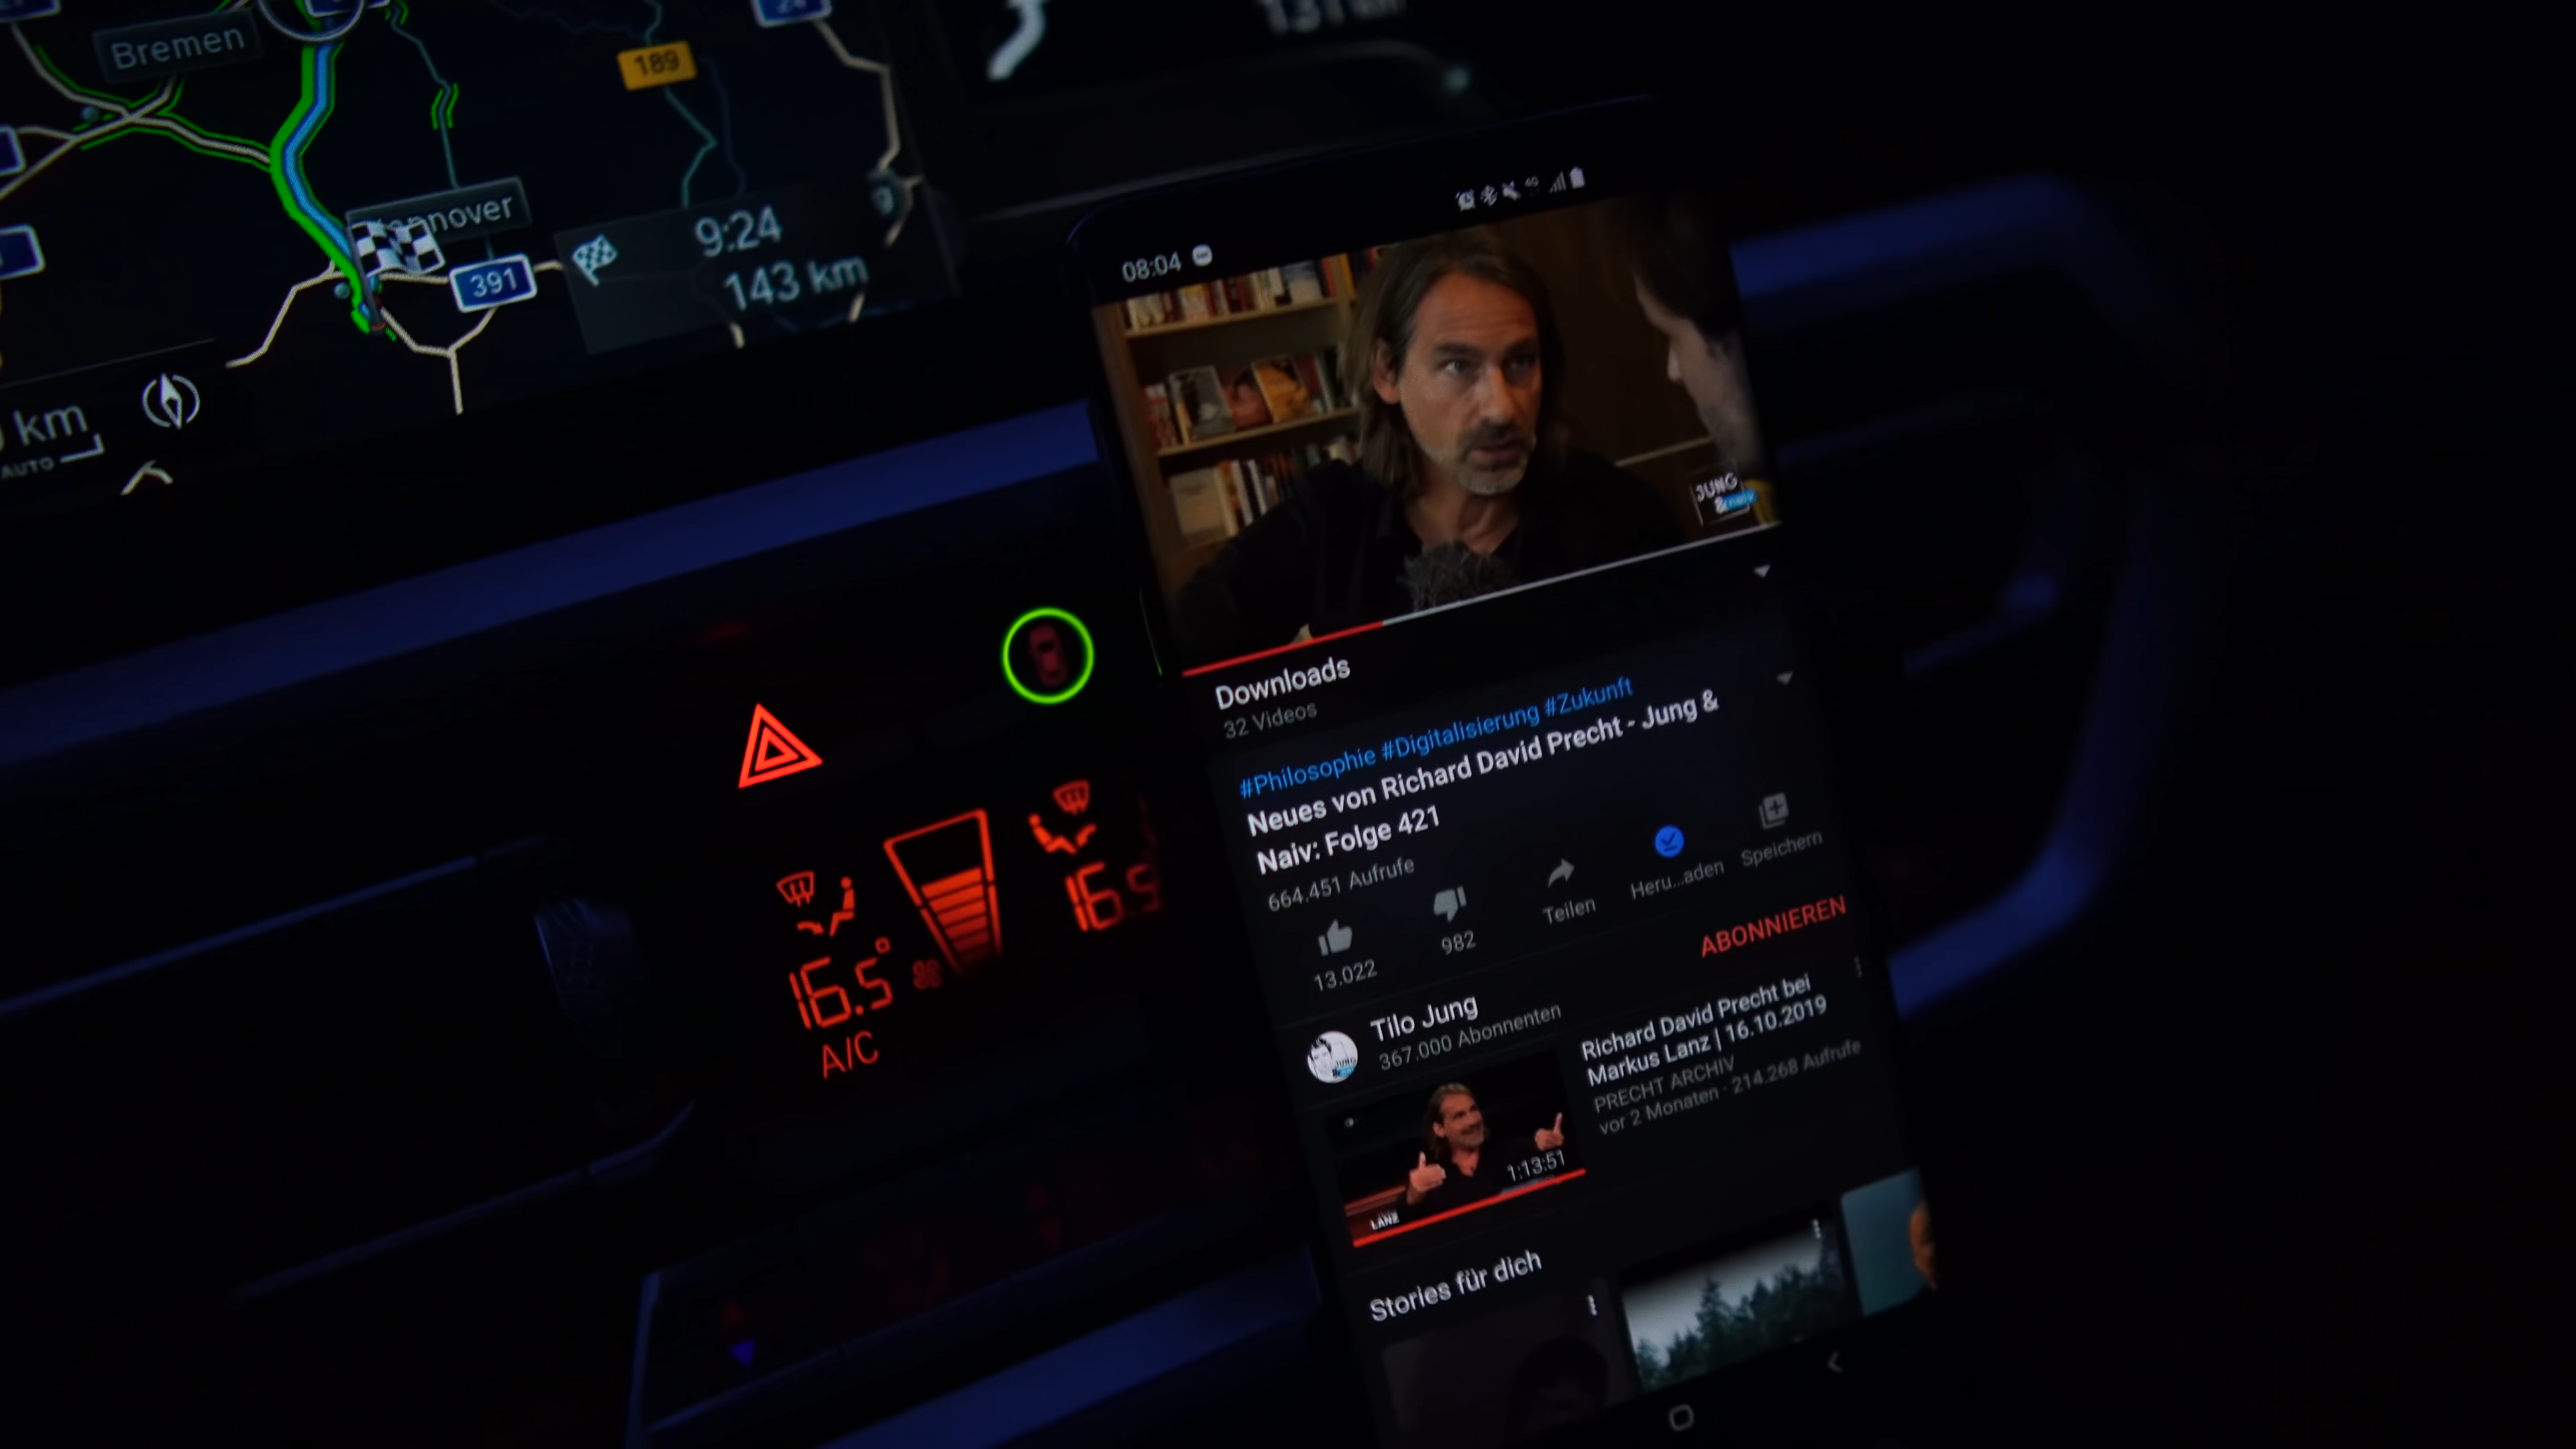 Bremen
189
9:24
143 km
391
km
AUTO
16.5°
A/C
16.5
08:04
4G
JUNG
&naiv
Downloads
32 Videos
#Philosophie #Digitalisierung #Zukunft
Neues von Richard David Precht - Jung &
Naiv: Folge 421
664.451 Aufrufe
13.022
982
Teilen
Heru...aden
Speichern
Tilo Jung
367.000 Abonnenten
ABONNIEREN
1:13:51
LANZ
Richard David Precht bei
Markus Lanz | 16.10.2019
PRECHT ARCHIV
vor 2 Monaten · 214.268 Aufrufe
Stories für dich